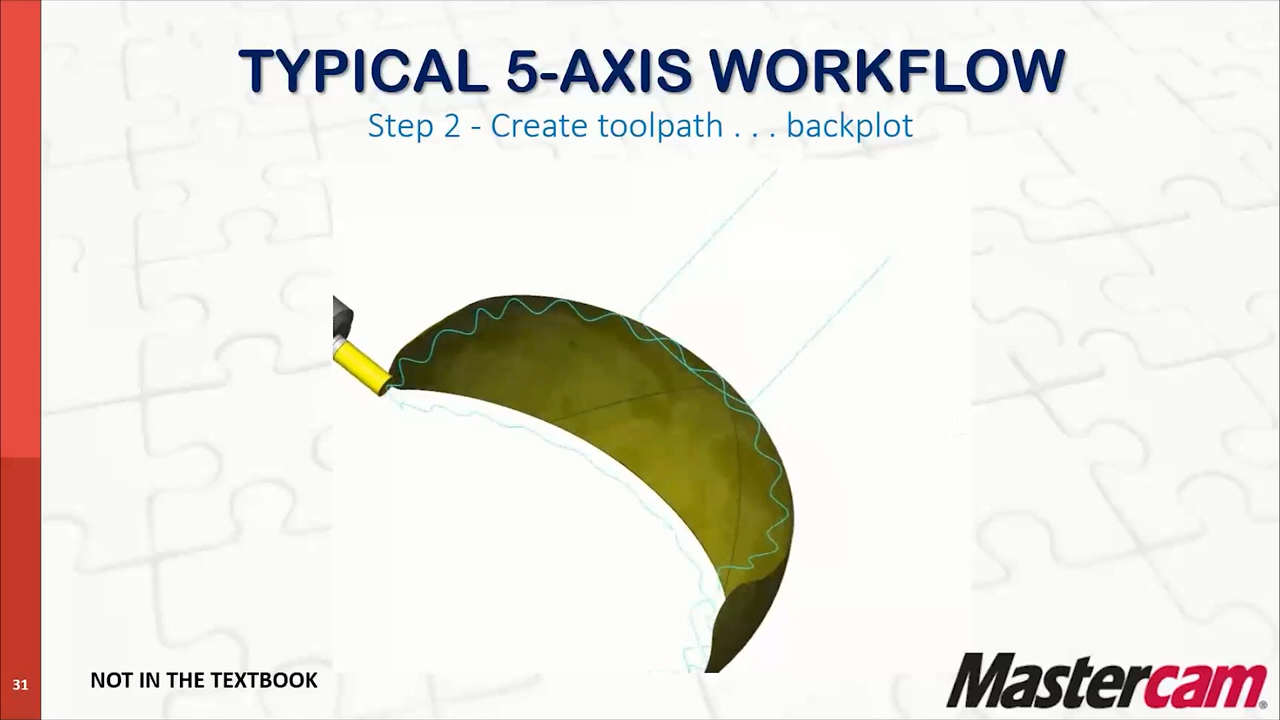 TYPICAL 5-AXIS WORKFLOW
Step 2 - Create toolpath . . . backplot
31
NOT IN THE TEXTBOOK
Mastercam®